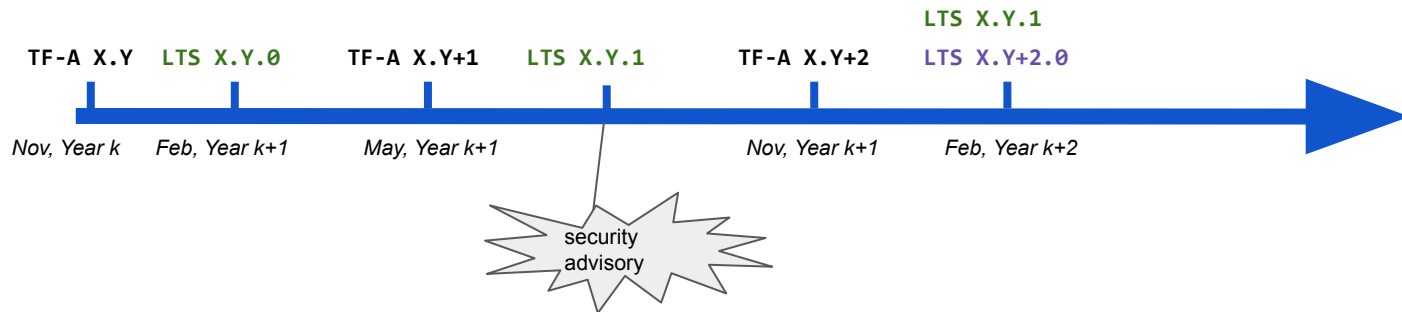 LTS X.Y.1
TF-A X.Y LTS X.Y.0 TF-A X.Y+1 LTS X.Y.1 TF-A X.Y+2 LTS X.Y+2.0
Nov, Year k Feb, Year k+1 May, Year k+1 Nov, Year k+1 Feb, Year k+2
security
advisory